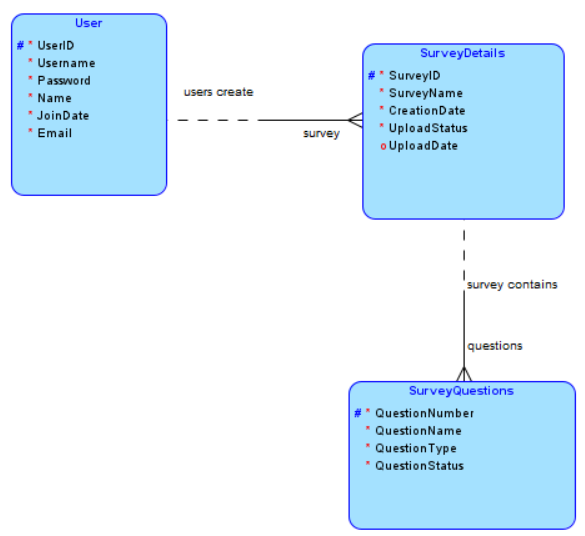 User
# * UserID
* Username
* Password
* Name
* JoinDate
* Email
users create
survey
SurveyDetails
# * SurveyID
* SurveyName
* CreationDate
* UploadStatus
o UploadDate
survey contains
questions
SurveyQuestions
# * QuestionNumber
* QuestionName
* QuestionType
* QuestionStatus